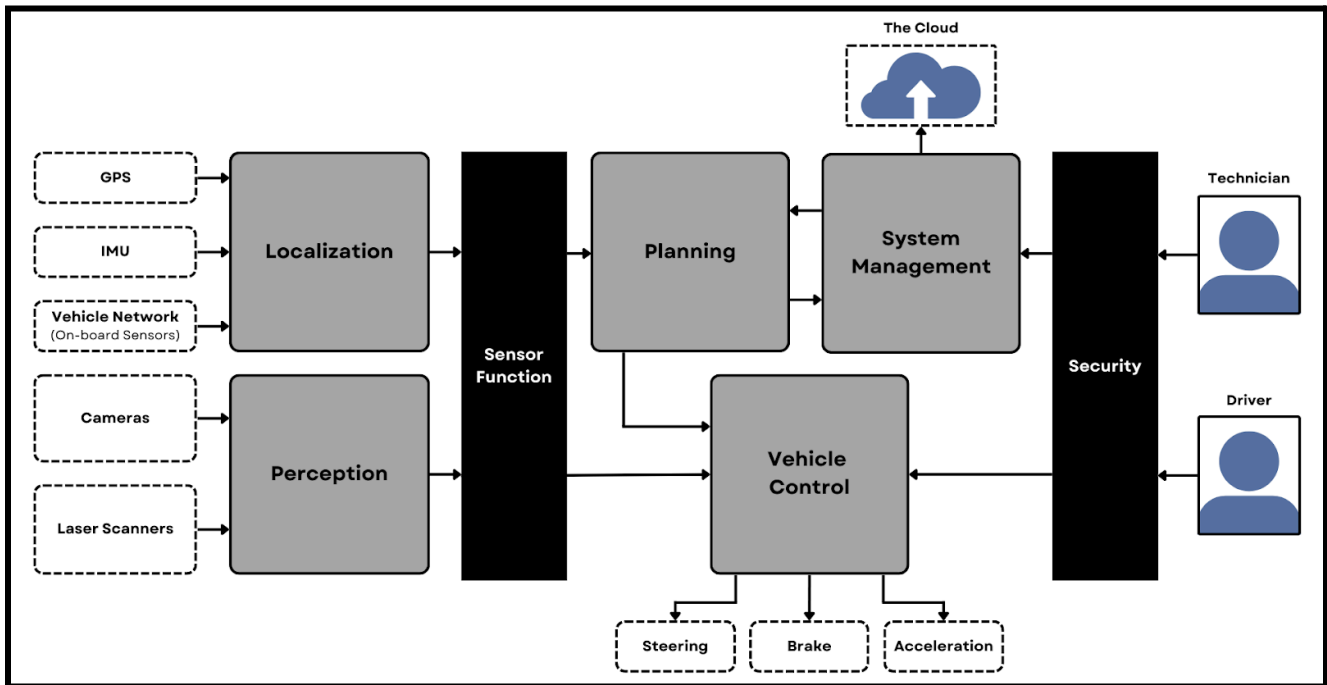 The Cloud
GPS
IMU
Vehicle Network
(On-board Sensors)
Cameras
Laser Scanners
Localization
Perception
Sensor
Function
Planning
System
Management
Vehicle
Control
Steering
Brake
Acceleration
Security
Technician
Driver